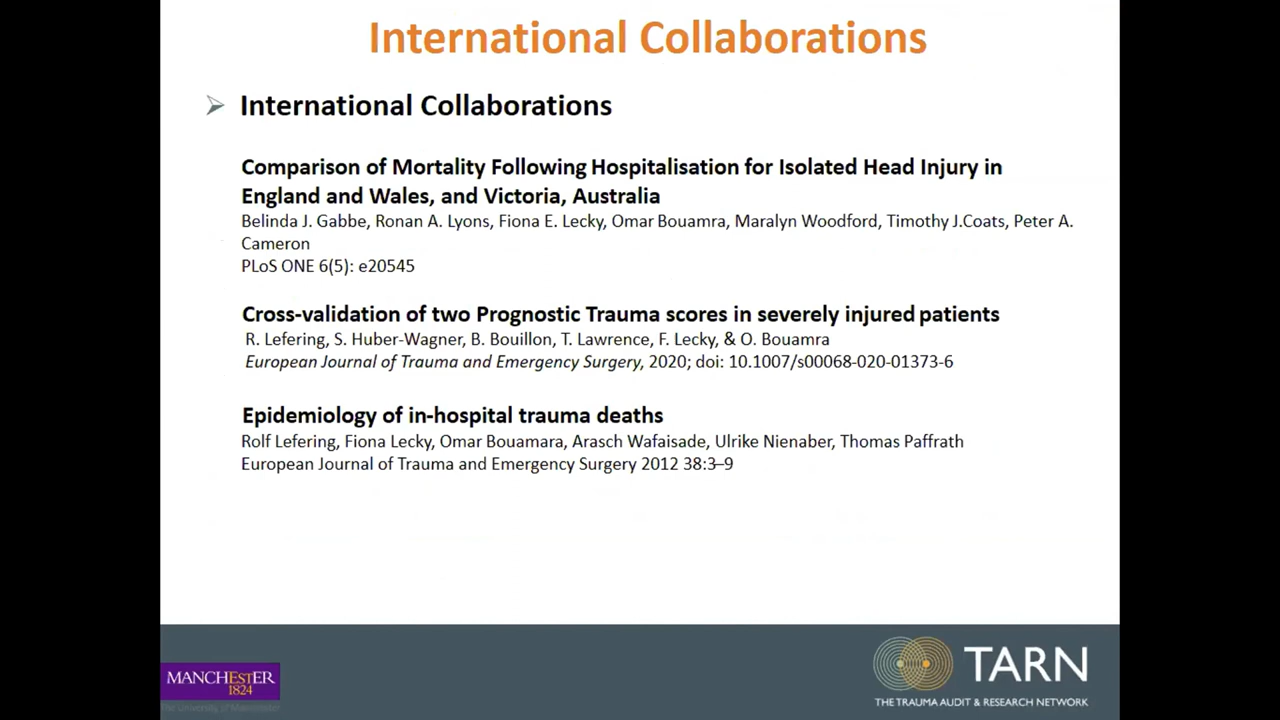 International Collaborations
International Collaborations
Comparison of Mortality Following Hospitalisation for Isolated Head Injury in
England and Wales, and Victoria, Australia
Belinda J. Gabbe, Ronan A. Lyons, Fiona E. Lecky, Omar Bouamra, Maralyn Woodford, Timothy J.Coats, Peter A.
Cameron
PLoS ONE 6(5): e20545
Cross-validation of two Prognostic Trauma scores in severely injured patients
R. Lefering, S. Huber-Wagner, B. Bouillon, T. Lawrence, F. Lecky, & O. Bouamra
European Journal of Trauma and Emergency Surgery, 2020; doi: 10.1007/s00068-020-01373-6
Epidemiology of in-hospital trauma deaths
Rolf Lefering, Fiona Lecky, Omar Bouamara, Arasch Wafaisade, Ulrike Nienaber, Thomas Paffrath
European Journal of Trauma and Emergency Surgery 2012 38:3–9
MANCHESTER
1824
The University of Manchester
TARN
THE TRAUMA AUDIT & RESEARCH NETWORK